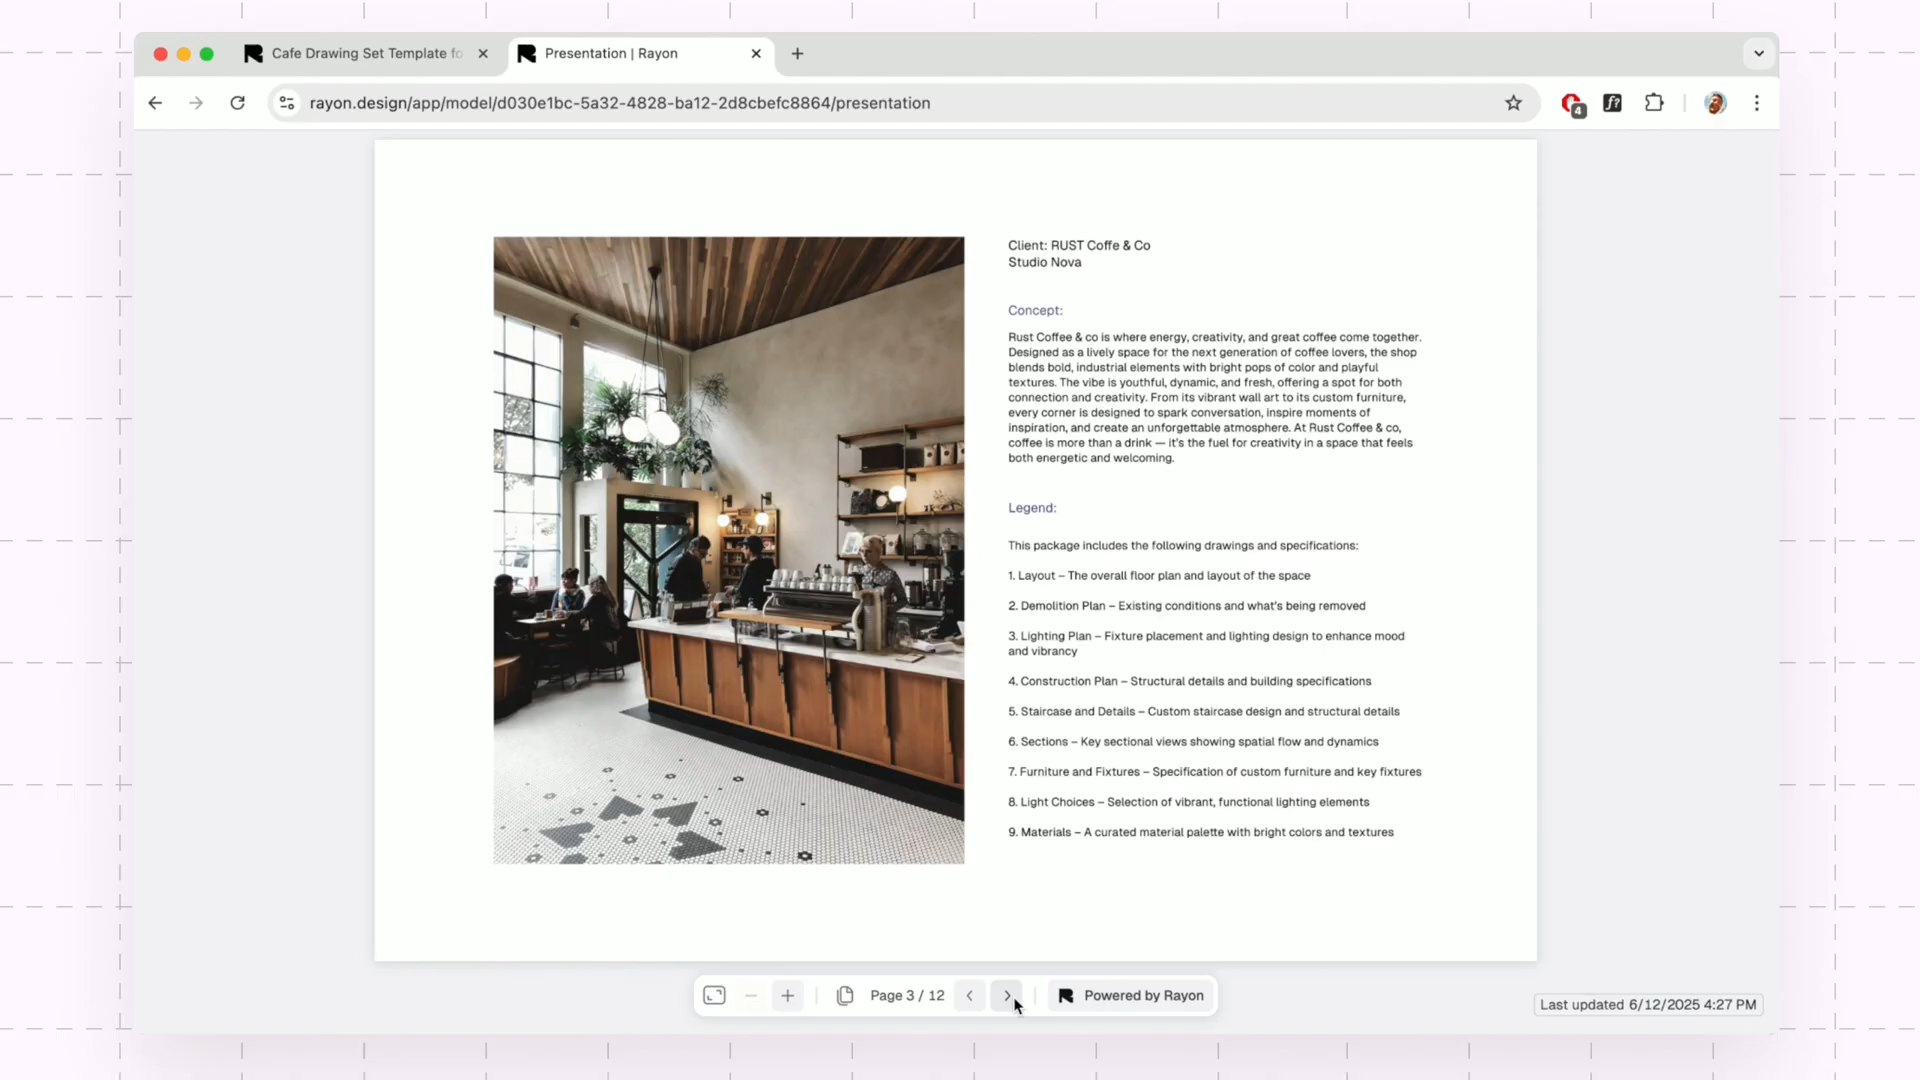 Cafe Drawing Set Template fo
Presentation | Rayon
rayon.design/app/model/d030e1bc-5a32-4828-ba12-2d8cbefc8864/presentation
4
f?
Client: RUST Coffe & Co
Studio Nova
Concept:
Rust Coffee & co is where energy, creativity, and great coffee come together.
Designed as a lively space for the next generation of coffee lovers, the shop
blends bold, industrial elements with bright pops of color and playful
textures. The vibe is youthful, dynamic, and fresh, offering a spot for both
connection and creativity. From its vibrant wall art to its custom furniture,
every corner is designed to spark conversation, inspire moments of
inspiration, and create an unforgettable atmosphere. At Rust Coffee & co,
coffee is more than a drink — it's the fuel for creativity in a space that feels
both energetic and welcoming.
Legend:
This package includes the following drawings and specifications:
1. Layout – The overall floor plan and layout of the space
2. Demolition Plan – Existing conditions and what's being removed
3. Lighting Plan – Fixture placement and lighting design to enhance mood
and vibrancy
4. Construction Plan – Structural details and building specifications
5. Staircase and Details – Custom staircase design and structural details
6. Sections – Key sectional views showing spatial flow and dynamics
7. Furniture and Fixtures – Specification of custom furniture and key fixtures
8. Light Choices – Selection of vibrant, functional lighting elements
9. Materials – A curated material palette with bright colors and textures
Page 3 / 12
Powered by Rayon
Last updated 6/12/2025 4:27 PM